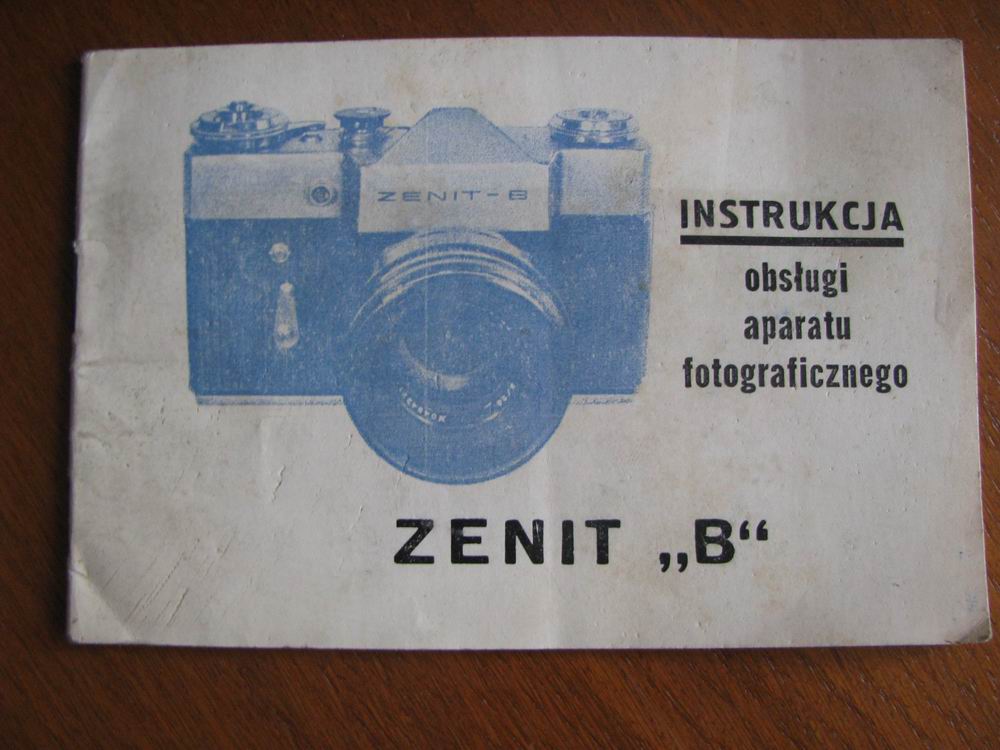 ZENIT-B
INSTRUKCJA
obsługi
aparatu
fotograficznego
ZENIT „B“